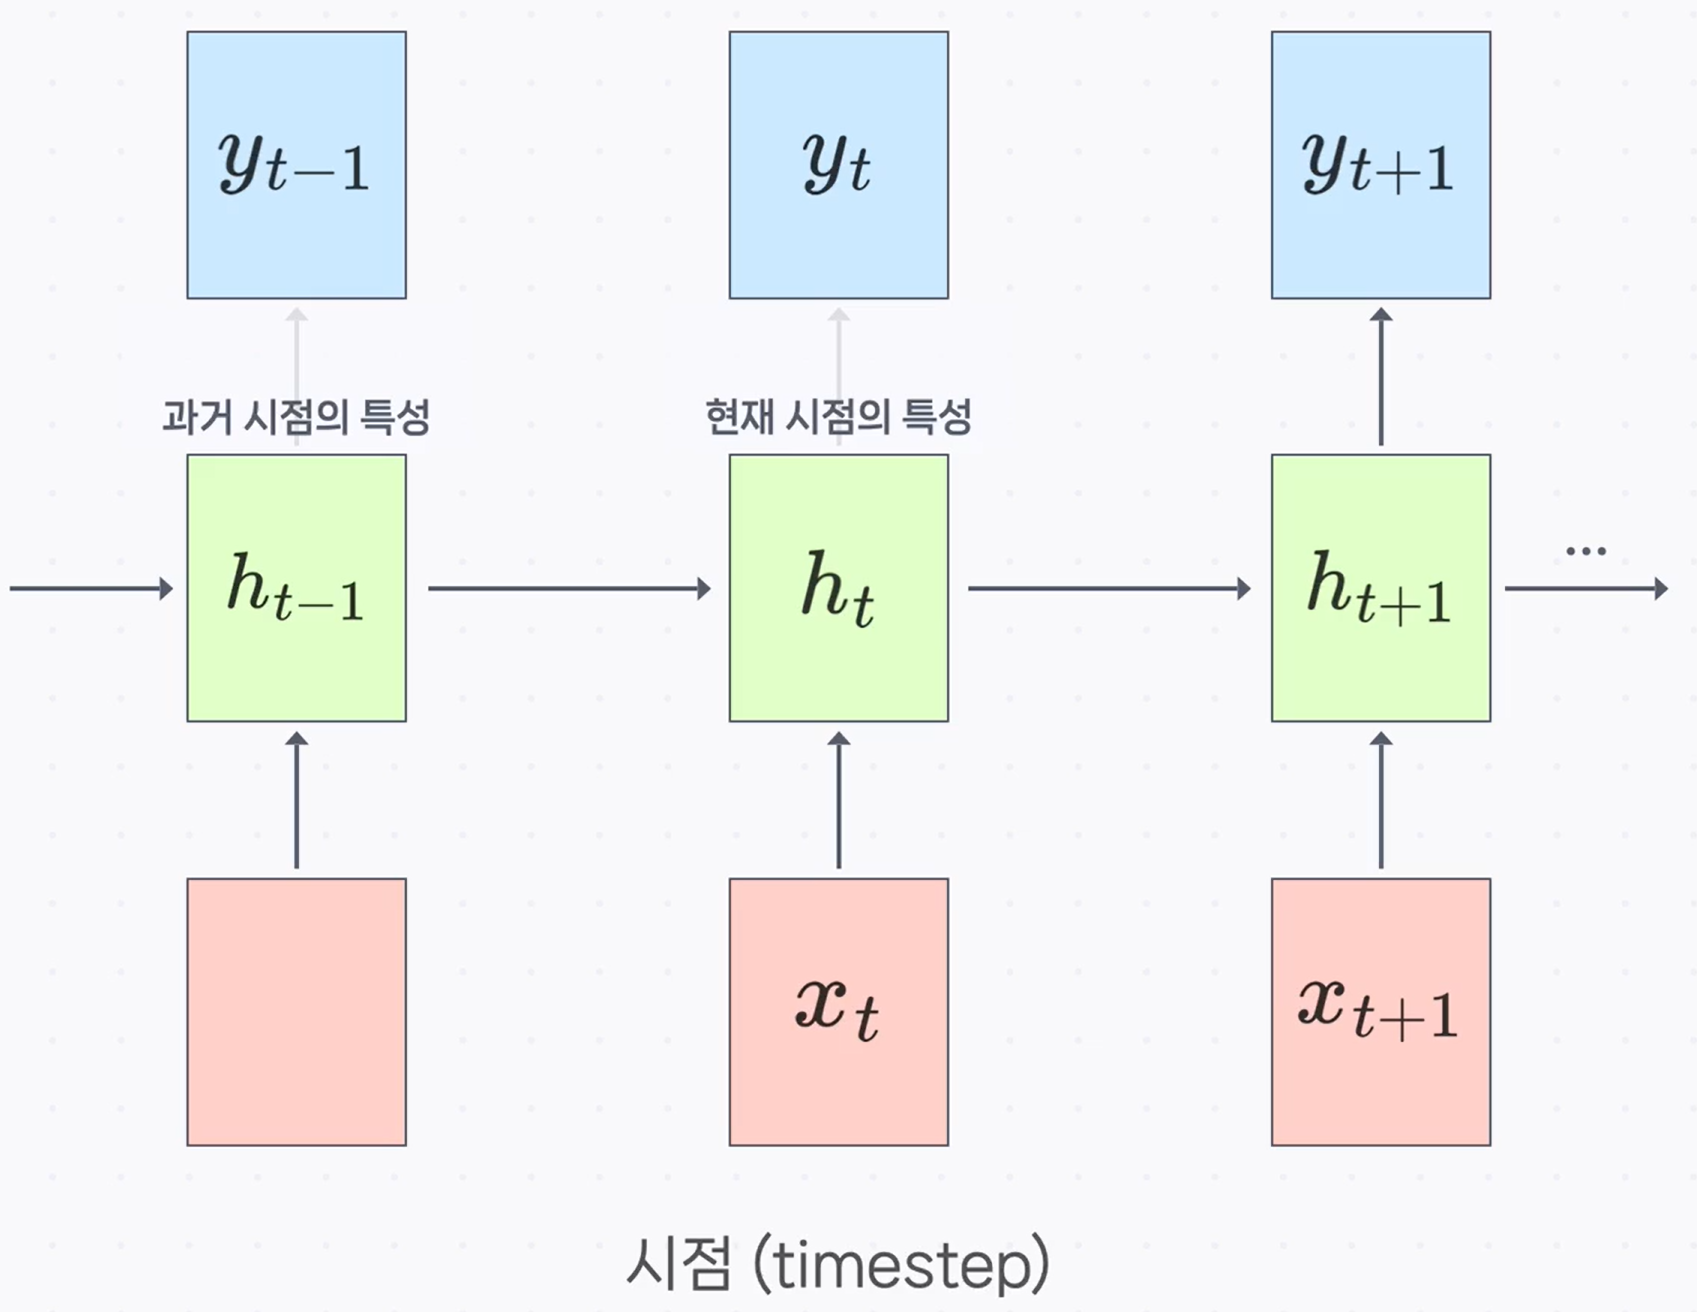 y_{t-1} y_t y_{t+1}
과거 시점의 특성 현재 시점의 특성
h_{t-1} h_t h_{t+1} ...
x_t x_{t+1}
시점 (timestep)